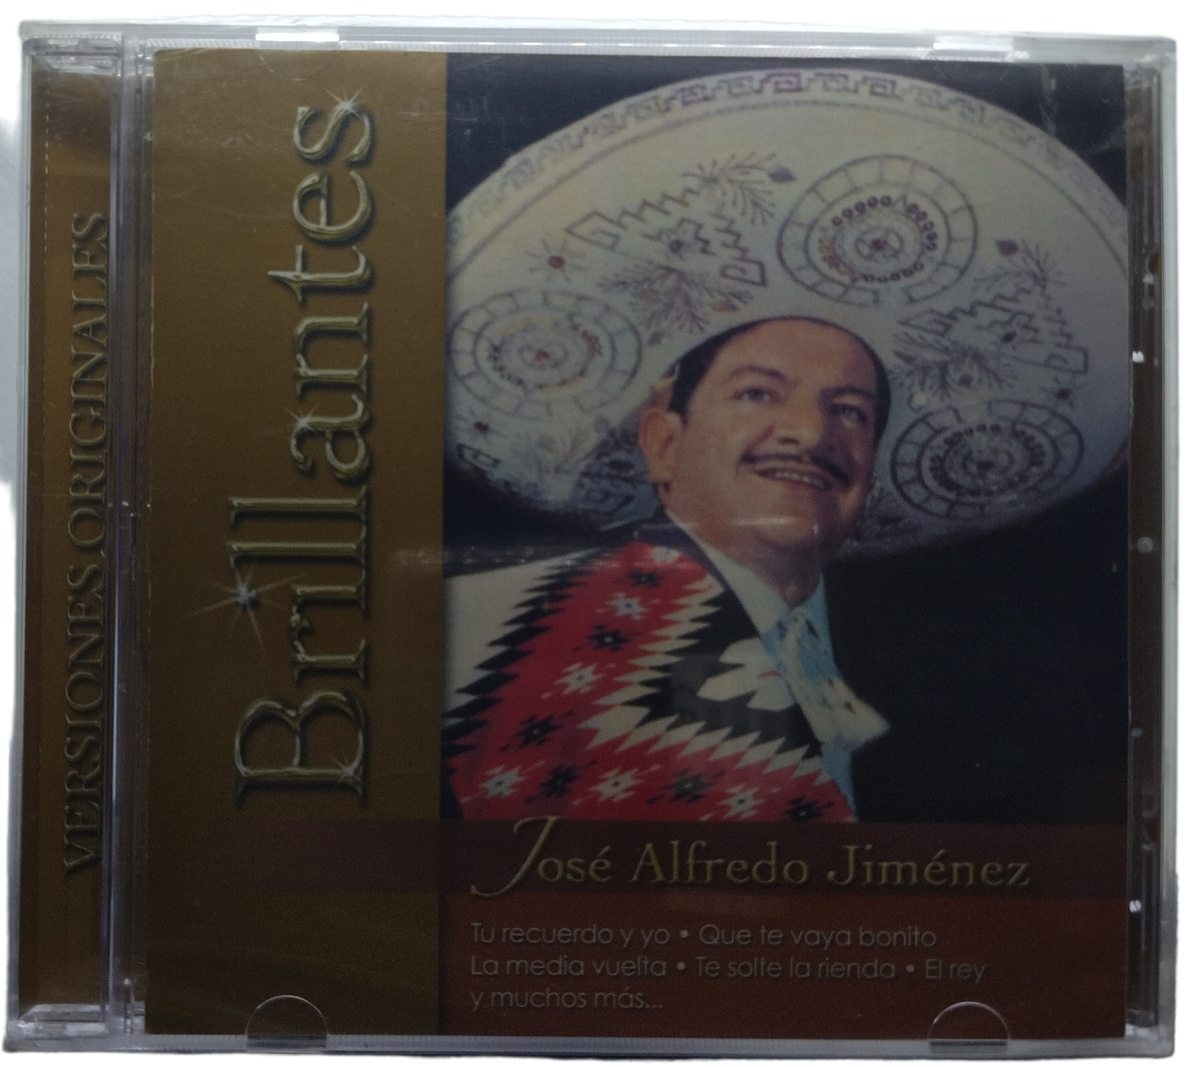 VERSIONES ORIGINALES
Brillantes
José Alfredo Jiménez
Tu recuerdo y yo • Que te vaya bonito
La media vuelta • Te solte la rienda • El rey
y muchos más...